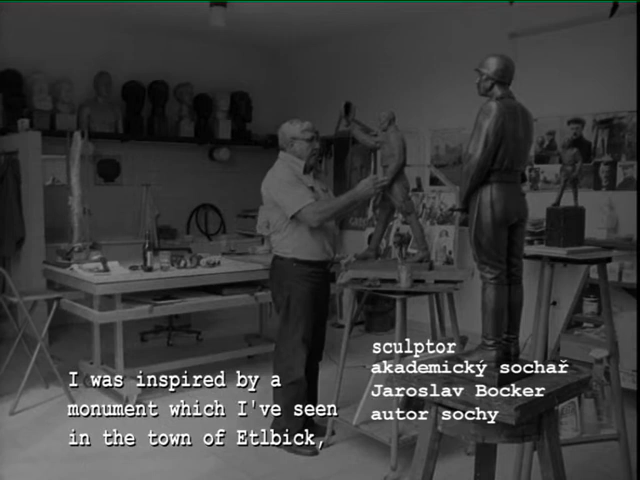 sculptor
akademický sochař
Jaroslav Bocker
autor sochy
I was inspired by a
monument which I've seen
in the town of Etlbick,